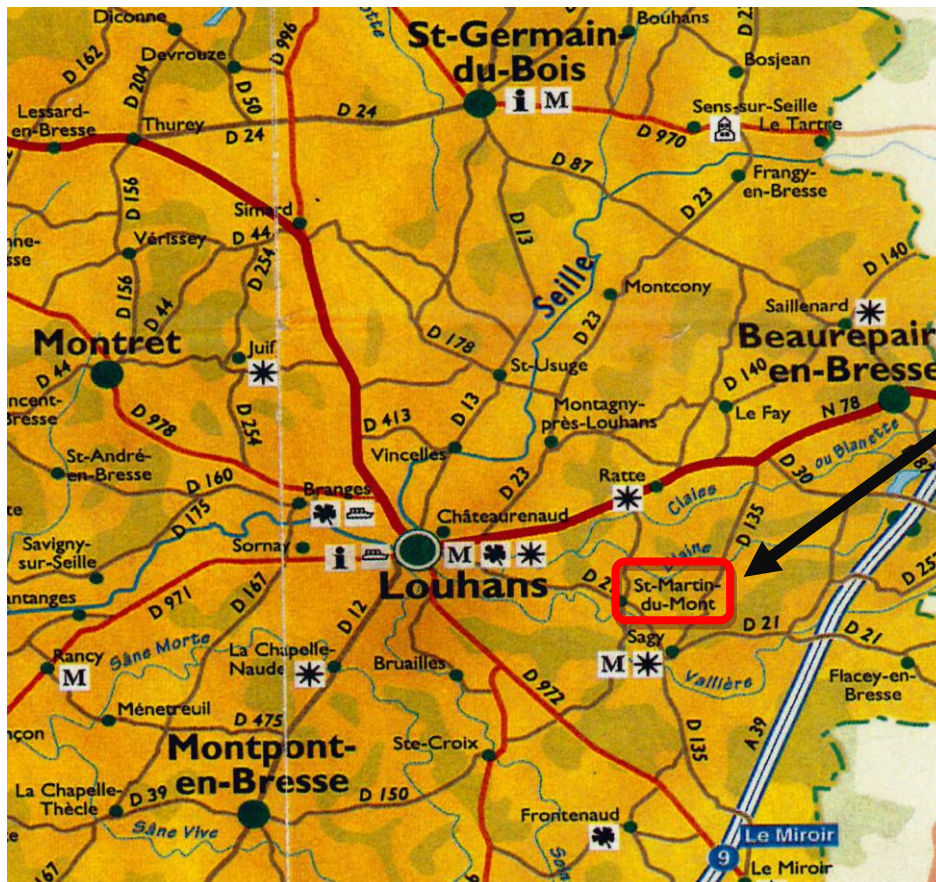 Diconne
Devrouze
D 162
D 204
D 50
D 996
Lessard-
en-Bresse
Thurey
D 24
D 24
St-Germain-
du-Bois
i
M
Bouhans
Bosjean
Sens-sur-Seille
Le Tartre
D 970
D 87
Frangy-
en-Bresse
D 23
D 156
Simard
Vérissey
D 44
D 254
D 156
D 44
D 13
Seille
Montcony
D 23
D 140
Saillenard
Montret
Juif
D 44
D 178
St-Usuge
Beaurepair
en-Bresse
D 140
Le Fay
N 78
D 978
D 254
D 413
D 13
Montagny-
près-Louhans
Vincelles
D 23
St-André-
en-Bresse
D 160
Branges
D 175
Ratte
Claies
ou Blanette
D 30
D 135
Châteaurenaud
Savigny-
sur-Seille
Sornay
i
M
Louhans
St-Martin-
du-Mont
D 21
D 21
Sagy
M
Vallière
Flacey-en-
Bresse
D 971
D 167
D 12
Rancy
M
Sâne Morte
La Chapelle-
Naude
Bruailles
D 972
A 39
Ménetreuil
D 475
Montpont-
en-Bresse
Ste-Croix
D 135
La Chapelle-
Thècle
D 39
D 150
Sâne Vive
Frontenaud
9
Le Miroir
Le Miroir